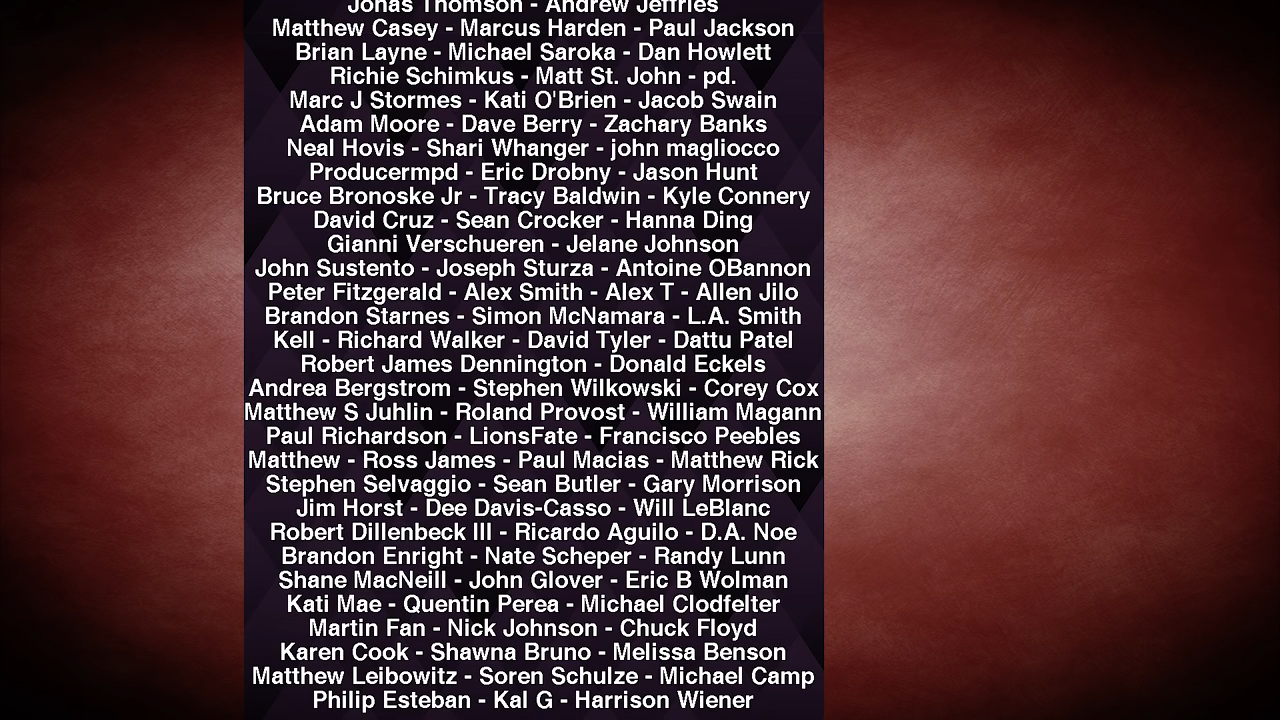 Jonas Thomson - Andrew Jeffries
Matthew Casey - Marcus Harden - Paul Jackson
Brian Layne - Michael Saroka - Dan Howlett
Richie Schimkus - Matt St. John - pd.
Marc J Stormes - Kati O'Brien - Jacob Swain
Adam Moore - Dave Berry - Zachary Banks
Neal Hovis - Shari Whanger - john magliocco
Producermpd - Eric Drobny - Jason Hunt
Bruce Bronoske Jr - Tracy Baldwin - Kyle Connery
David Cruz - Sean Crocker - Hanna Ding
Gianni Verschueren - Jelane Johnson
John Sustento - Joseph Sturza - Antoine OBannon
Peter Fitzgerald - Alex Smith - Alex T - Allen Jilo
Brandon Starnes - Simon McNamara - L.A. Smith
Kell - Richard Walker - David Tyler - Dattu Patel
Robert James Dennington - Donald Eckels
Andrea Bergstrom - Stephen Wilkowski - Corey Cox
Matthew S Juhlin - Roland Provost - William Magann
Paul Richardson - LionsFate - Francisco Peebles
Matthew - Ross James - Paul Macias - Matthew Rick
Stephen Selvaggio - Sean Butler - Gary Morrison
Jim Horst - Dee Davis-Casso - Will LeBlanc
Robert Dillenbeck III - Ricardo Aguilo - D.A. Noe
Brandon Enright - Nate Scheper - Randy Lunn
Shane MacNeill - John Glover - Eric B Wolman
Kati Mae - Quentin Perea - Michael Clodfelter
Martin Fan - Nick Johnson - Chuck Floyd
Karen Cook - Shawna Bruno - Melissa Benson
Matthew Leibowitz - Soren Schulze - Michael Camp
Philip Esteban - Kal G - Harrison Wiener